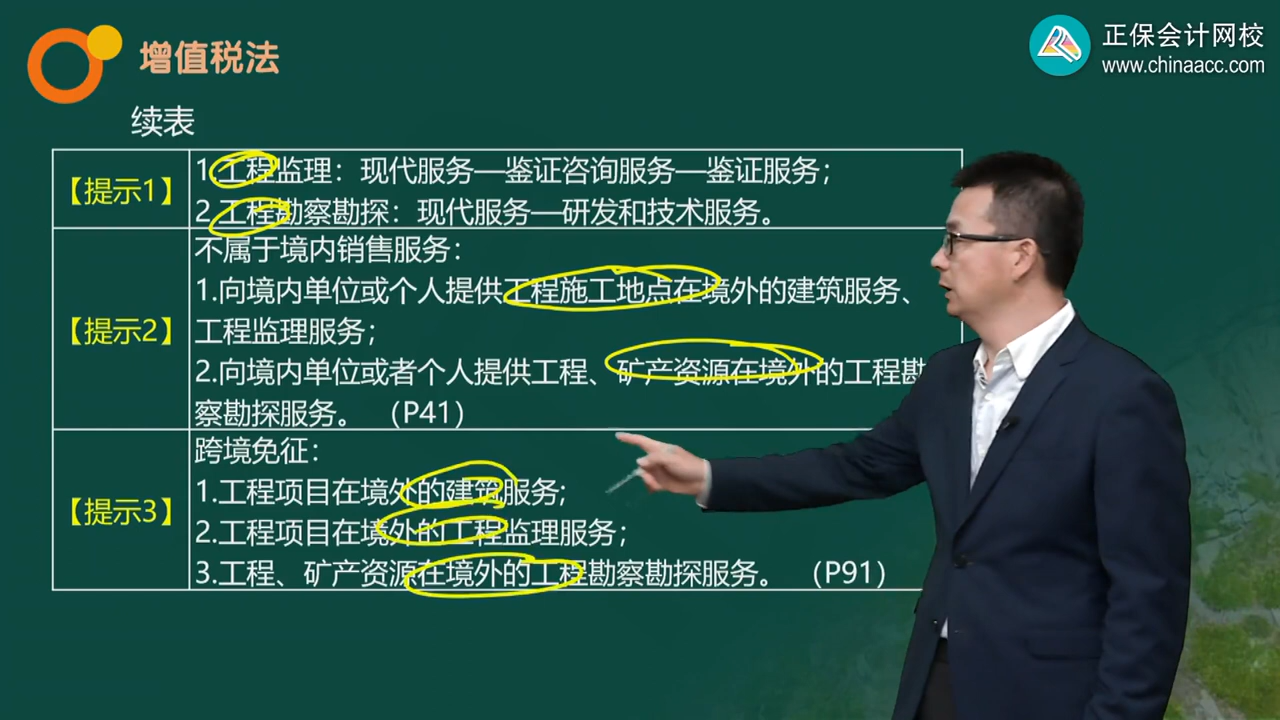 增值税法
正保会计网校
www.chinaacc.com
续表
【提示1】
1.工程监理：现代服务—鉴证咨询服务—鉴证服务；
2.工程勘察勘探：现代服务—研发和技术服务。
【提示2】
不属于境内销售服务：
1.向境内单位或个人提供工程施工地点在境外的建筑服务、
工程监理服务；
2.向境内单位或者个人提供工程、矿产资源在境外的工程勘
察勘探服务。（P41）
【提示3】
跨境免征：
1.工程项目在境外的建筑服务；
2.工程项目在境外的工程监理服务；
3.工程、矿产资源在境外的工程勘察勘探服务。（P91）